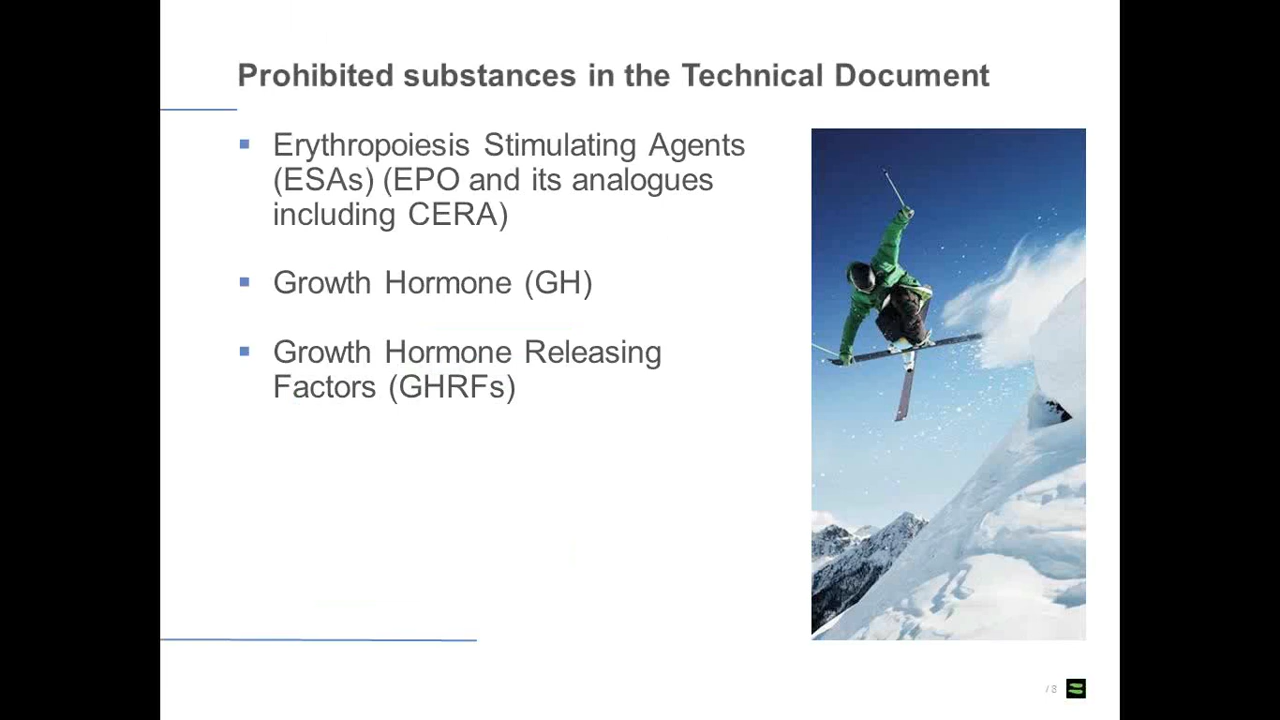 Prohibited substances in the Technical Document
Erythropoiesis Stimulating Agents
(ESAs) (EPO and its analogues
including CERA)
Growth Hormone (GH)
Growth Hormone Releasing
Factors (GHRFs)
/ 3